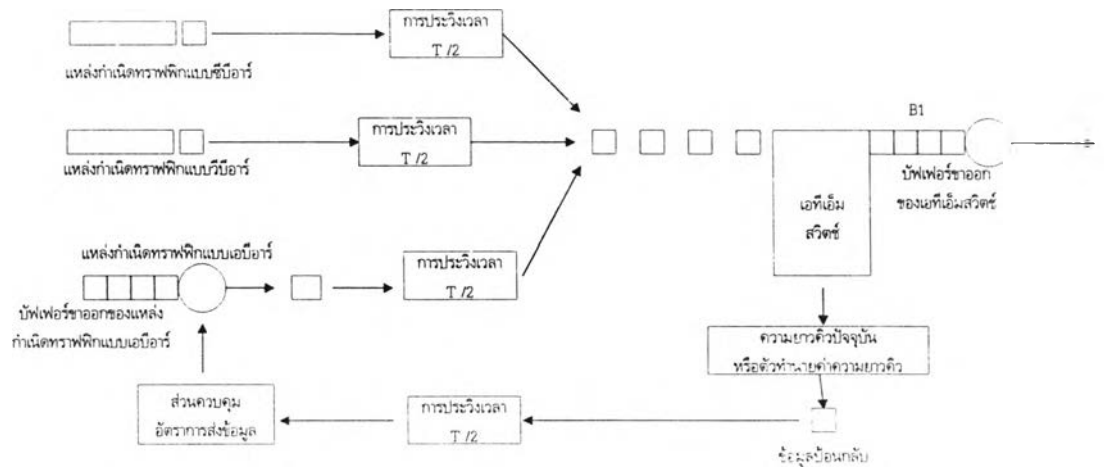 การประวิงเวลา
T /2
แหล่งกำเนิดทราฟฟิกแบบซีบีอาร์
การประวิงเวลา
T /2
แหล่งกำเนิดทราฟฟิกแบบวีบีอาร์
B1
บัฟเฟอร์ขาออก
ของเอทีเอ็มสวิตช์
เอทีเอ็ม
สวิตช์
แหล่งกำเนิดทราฟฟิกแบบเอบีอาร์
การประวิงเวลา
T /2
บัฟเฟอร์ขาออกของแหล่ง
กำเนิดทราฟฟิกแบบเอบีอาร์
ความยาวคิวปัจจุบัน
หรือตัวทำนายค่าความยาวคิว
ส่วนควบคุม
อัตราการส่งข้อมูล
การประวิงเวลา
T /2
ข้อมูลป้อนกลับ